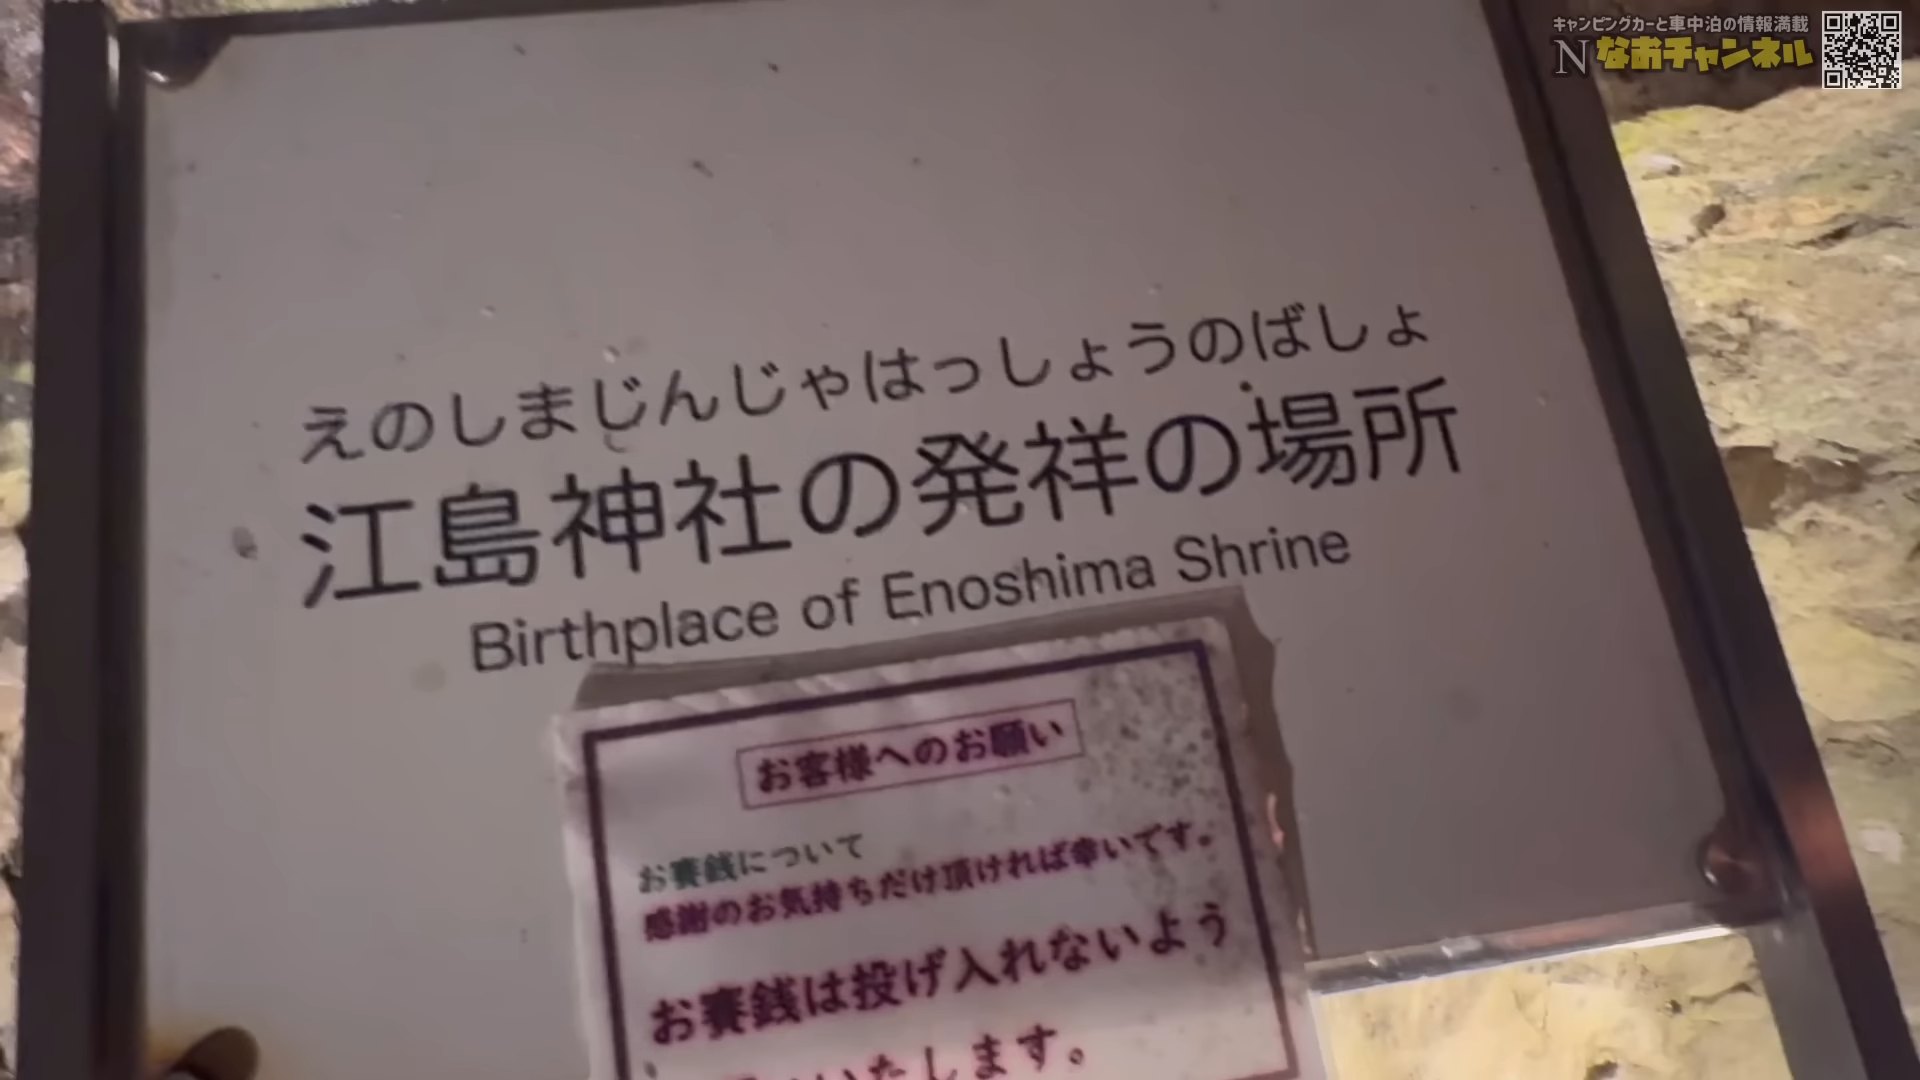 キャンピングカーと車中泊の情報満載
N なおチャンネル
えのしまじんじゃはっしょうのばしょ
江島神社の発祥の場所
Birthplace of Enoshima Shrine
お客様へのお願い
お賽銭について
感謝のお気持ちだけ頂ければ幸いです。
お賽銭は投げ入れないよう
いたします。